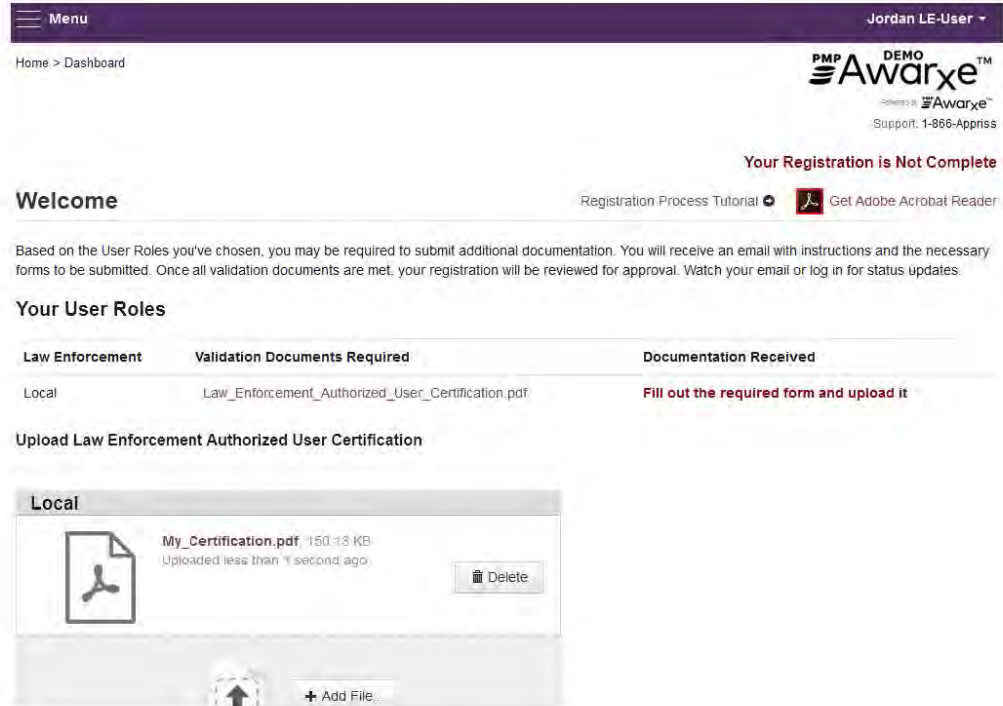 Menu
Jordan LE-User
Home > Dashboard
PMP DEMO
Awarxe™
Powered by PMP Awarxe™
Support: 1-866-Appriss
Your Registration is Not Complete
Welcome
Registration Process Tutorial
Get Adobe Acrobat Reader
Based on the User Roles you've chosen, you may be required to submit additional documentation. You will receive an email with instructions and the necessary
forms to be submitted. Once all validation documents are met, your registration will be reviewed for approval. Watch your email or log in for status updates.
Your User Roles
Law Enforcement Validation Documents Required Documentation Received
Local Law_Enforcement_Authorized_User_Certification.pdf Fill out the required form and upload it
Upload Law Enforcement Authorized User Certification
Local
My_Certification.pdf, 150.13 KB
Uploaded less than 1 second ago
Delete
+ Add File...